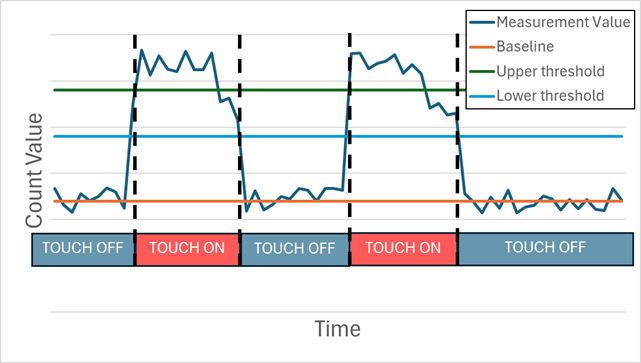 Measurement Value
Baseline
Upper threshold
Lower threshold
Count Value
TOUCH OFF
TOUCH ON
TOUCH OFF
TOUCH ON
TOUCH OFF
Time